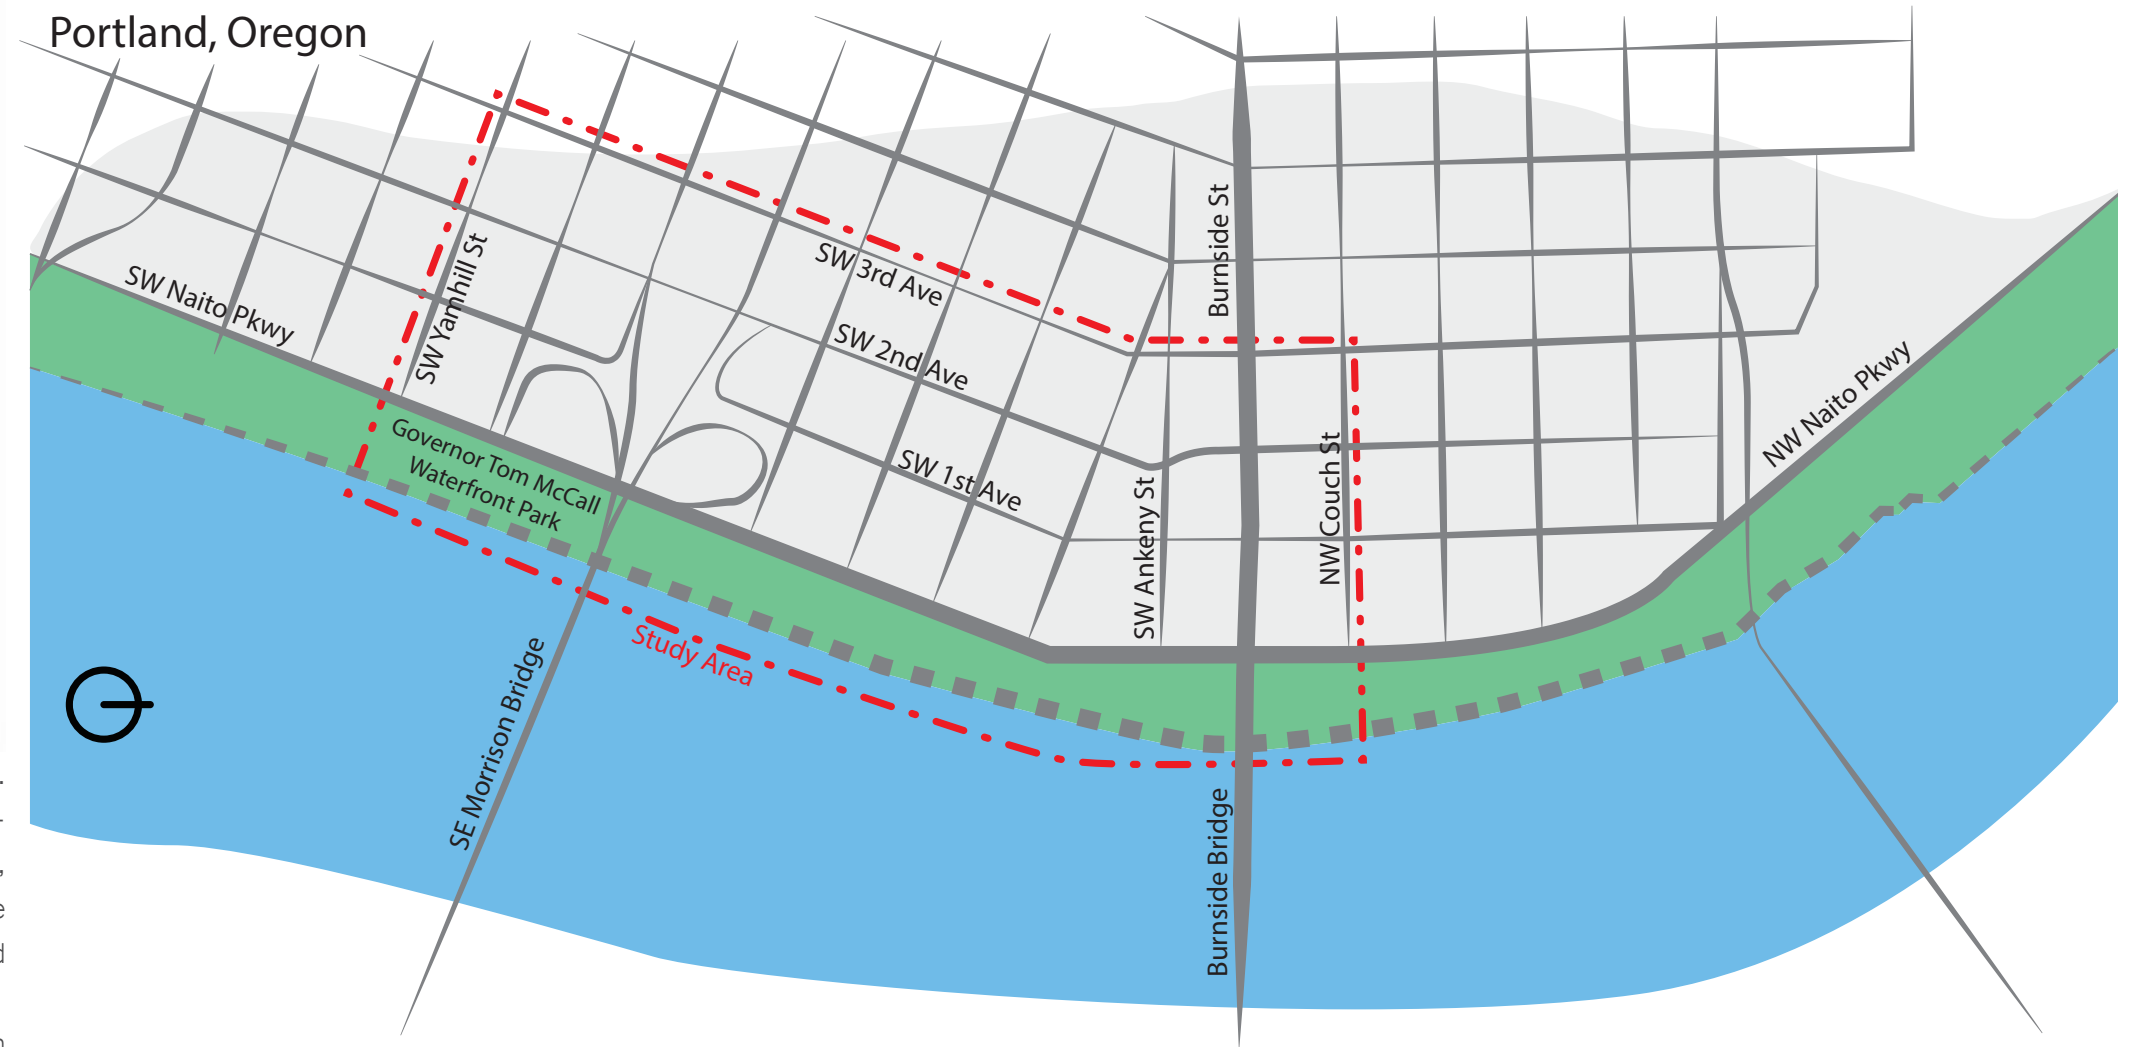 Portland, Oregon
SW Naito Pkwy
SW Yamhill St
SW 3rd Ave
Burnside St
SW 2nd Ave
NW Naito Pkwy
Governor Tom McCall
Waterfront Park
SW 1st Ave
SW Ankeny St
NW Couch St
Study Area
SE Morrison Bridge
Burnside Bridge